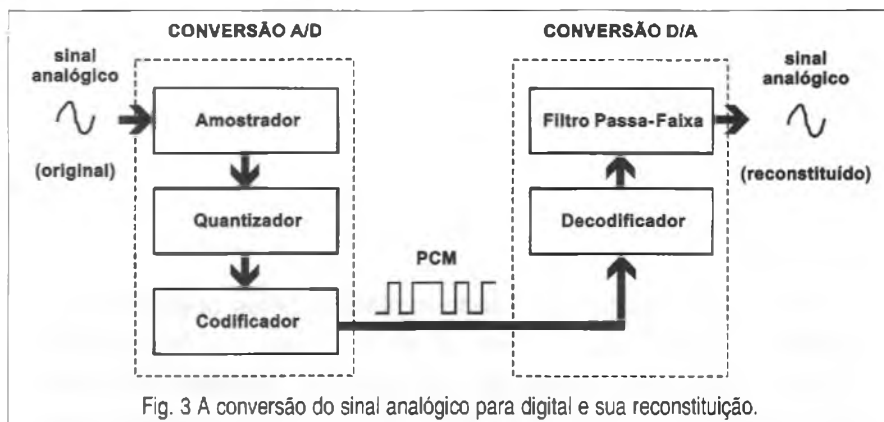 CONVERSÃO A/D
CONVERSÃO D/A
sinal
analógico
(original)
Amostrador
Quantizador
Codificador
PCM
Filtro Passa-Faixa
Decodificador
sinal
analógico
(reconstituído)
Fig. 3 A conversão do sinal analógico para digital e sua reconstituição.